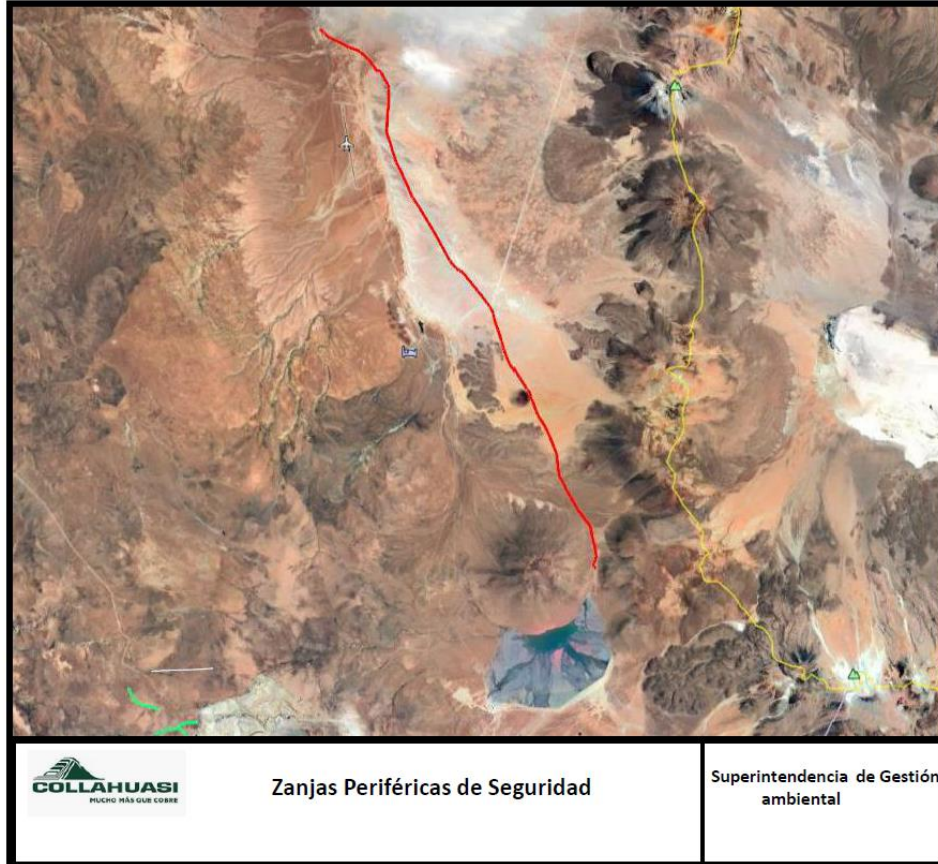 COLLAHUASI
MUCHO MÁS QUE COBRE
Zanjas Periféricas de Seguridad
Superintendencia de Gestión
ambiental